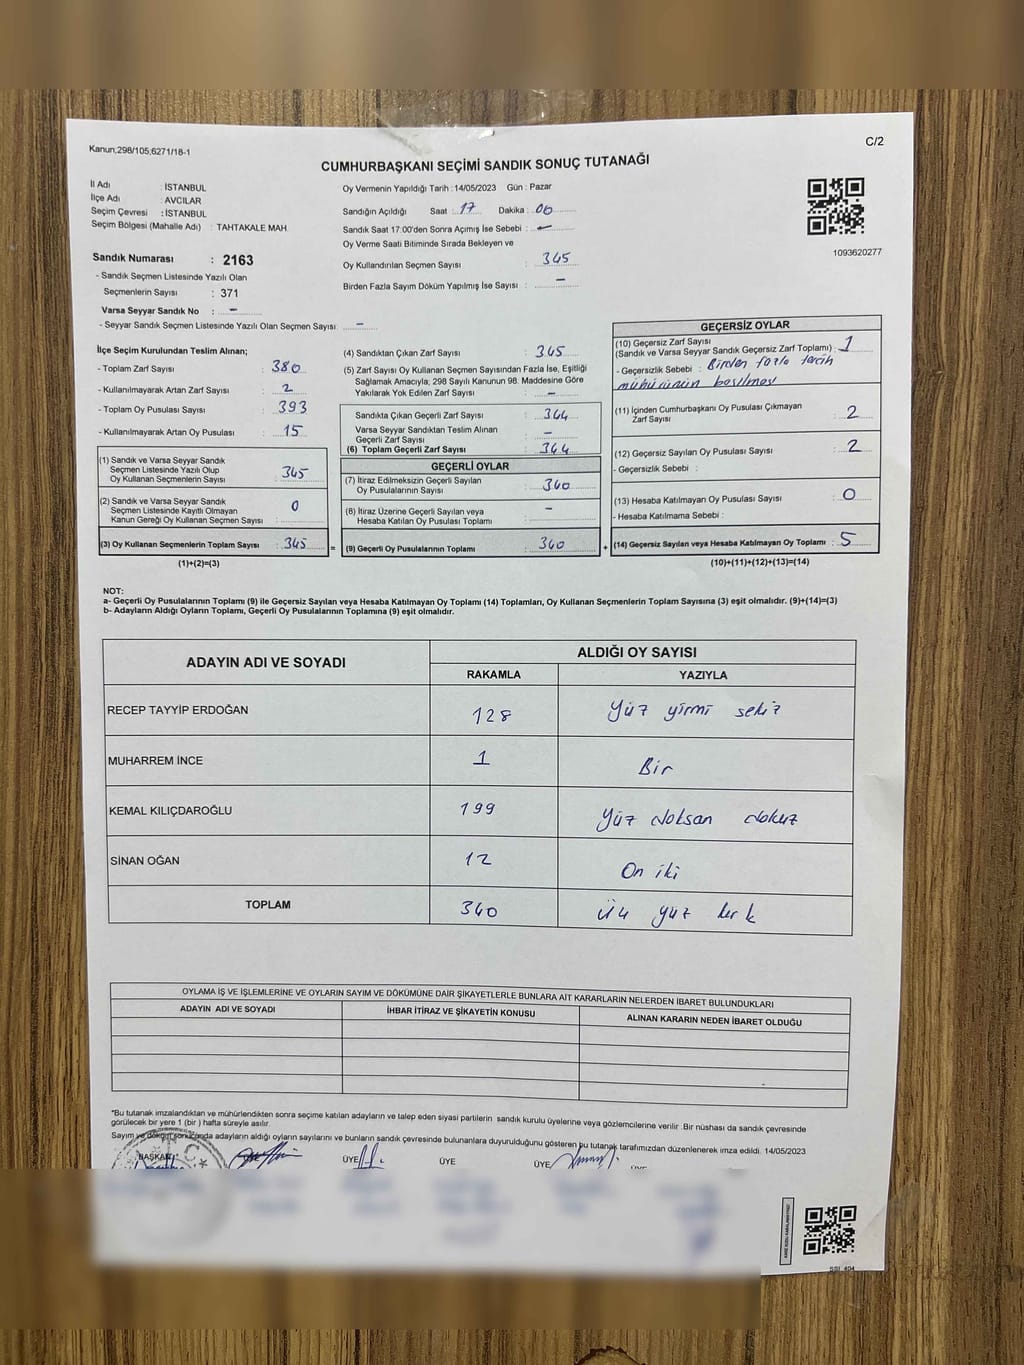 Kanun;298/105,6271/18-1
C/2
CUMHURBAŞKANI SEÇİMİ SANDIK SONUÇ TUTANAĞI
İl Adı : İSTANBUL
İlçe Adı : AVCILAR
Seçim Çevresi : İSTANBUL
Seçim Bölgesi (Mahalle Adı) : TAHTAKALE MAH.
Sandık Numarası : 2163
- Sandık Seçmen Listesinde Yazılı Olan
Seçmenlerin Sayısı : 371
Varsa Seyyar Sandık No : -
- Seyyar Sandık Seçmen Listesinde Yazılı Olan Seçmen Sayısı : -
Oy Vermenin Yapıldığı Tarih : 14/05/2023 Gün : Pazar
Sandığın Açıldığı Saat : 17 Dakika : 06
Sandık Saat 17:00'den Sonra Açımış İse Sebebi : -
Oy Verme Saati Bitiminde Sırada Bekleyen ve
Oy Kullandırılan Seçmen Sayısı : 345
Birden Fazla Sayım Döküm Yapılmış İse Sayısı : -
1093620277
İlçe Seçim Kurulundan Teslim Alınan;
- Toplam Zarf Sayısı : 380
- Kullanılmayarak Artan Zarf Sayısı : 2
- Toplam Oy Pusulası Sayısı : 393
- Kullanılmayarak Artan Oy Pusulası : 15
(1) Sandık ve Varsa Seyyar Sandık
Seçmen Listesinde Yazılı Olup
Oy Kullanan Seçmenlerin Sayısı : 345
(2) Sandık ve Varsa Seyyar Sandık
Seçmen Listesinde Kayıtlı Olmayan
Kanun Gereği Oy Kullanan Seçmen Sayısı : 0
(3) Oy Kullanan Seçmenlerin Toplam Sayısı : 345
(1)+(2)=(3)
(4) Sandıktan Çıkan Zarf Sayısı : 345
(5) Zarf Sayısı Oy Kullanan Seçmen Sayısından Fazla İse, Eşitliği
Sağlamak Amacıyla; 298 Sayılı Kanunun 98. Maddesine Göre
Yakılarak Yok Edilen Zarf Sayısı : -
Sandıkta Çıkan Geçerli Zarf Sayısı : 344
Varsa Seyyar Sandıktan Teslim Alınan
Geçerli Zarf Sayısı : -
(6) Toplam Geçerli Zarf Sayısı : 344
GEÇERLİ OYLAR
(7) İtiraz Edilmeksizin Geçerli Sayılan
Oy Pusulalarının Sayısı : 340
(8) İtiraz Üzerine Geçerli Sayılan veya
Hesaba Katılan Oy Pusulası Toplamı : -
= (9) Geçerli Oy Pusulalarının Toplamı : 340
GEÇERSİZ OYLAR
(10) Geçersiz Zarf Sayısı
(Sandık ve Varsa Seyyar Sandık Geçersiz Zarf Toplamı) : 1
- Geçersizlik Sebebi : Birden fazla tercih
mührünün basılması
(11) İçinden Cumhurbaşkanı Oy Pusulası Çıkmayan
Zarf Sayısı : 2
(12) Geçersiz Sayılan Oy Pusulası Sayısı : 2
- Geçersizlik Sebebi :
(13) Hesaba Katılmayan Oy Pusulası Sayısı : 0
- Hesaba Katılmama Sebebi :
+ (14) Geçersiz Sayılan veya Hesaba Katılmayan Oy Toplamı : 5
(10)+(11)+(12)+(13)=(14)
NOT:
a- Geçerli Oy Pusulalarının Toplamı (9) ile Geçersiz Sayılan veya Hesaba Katılmayan Oy Toplamı (14) Toplamları, Oy Kullanan Seçmenlerin Toplam Sayısına (3) eşit olmalıdır. (9)+(14)=(3)
b- Adayların Aldığı Oyların Toplamı, Geçerli Oy Pusulalarının Toplamına (9) eşit olmalıdır.
ADAYIN ADI VE SOYADI
ALDIĞI OY SAYISI
RAKAMLA YAZIYLA
RECEP TAYYİP ERDOĞAN 128 Yüz yirmi sekiz
MUHARREM İNCE 1 Bir
KEMAL KILIÇDAROĞLU 199 Yüz doksan dokuz
SİNAN OĞAN 12 On iki
TOPLAM 340 Üç yüz kırk
OYLAMA İŞ VE İŞLEMLERİNE VE OYLARIN SAYIM VE DÖKÜMÜNE DAİR ŞİKAYETLERLE BUNLARA AİT KARARLARIN NELERDEN İBARET BULUNDUKLARI
ADAYIN ADI VE SOYADI İHBAR İTİRAZ VE ŞİKAYETİN KONUSU ALINAN KARARIN NEDEN İBARET OLDUĞU
*Bu tutanak imzalandıktan ve mühürlendikten sonra seçime katılan adayların ve talep eden siyasi partilerin sandık kurulu üyelerine veya gözlemcilerine verilir. Bir nüshası da sandık çevresinde
görülecek bir yere 1 (bir) hafta süreyle asılır.
Sayım ve döküm sonucunda adayların aldığı oyların sayılarını ve bunların sandık çevresinde bulunanlara duyurulduğunu gösteren bu tutanak tarafımızdan düzenlenerek imza edildi. 14/05/2023
T.C.
BAŞKAN ÜYE ÜYE ÜYE